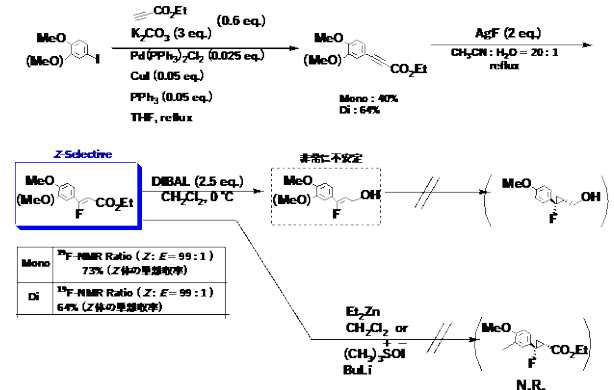 CO₂Et
(0.6 eq.)
K₂CO₃ (3 eq.)
MeO
(MeO)
I
Pd(PPh₃)₂Cl₂ (0.025 eq.)
CuI (0.05 eq.)
PPh₃ (0.05 eq.)
THF, reflux
MeO
(MeO)
CO₂Et
Mono : 40%
Di : 64%
AgF (2 eq.)
CH₃CN : H₂O = 20 : 1
reflux
Z-Selective
MeO
(MeO)
F
CO₂Et
DIBAL (2.5 eq.)
CH₂Cl₂, 0 °C
非常に不安定
MeO
(MeO)
F
OH
MeO
F
OH
Mono
¹⁹F-NMR Ratio ( Z : E = 99 : 1 )
73% (Z体の単離収率)
Di
¹⁹F-NMR Ratio ( Z : E = 99 : 1 )
64% (Z体の単離収率)
Et₂Zn
CH₂Cl₂ or
+ −
(CH₃)₃SOI
BuLi
MeO
F
CO₂Et
N.R.